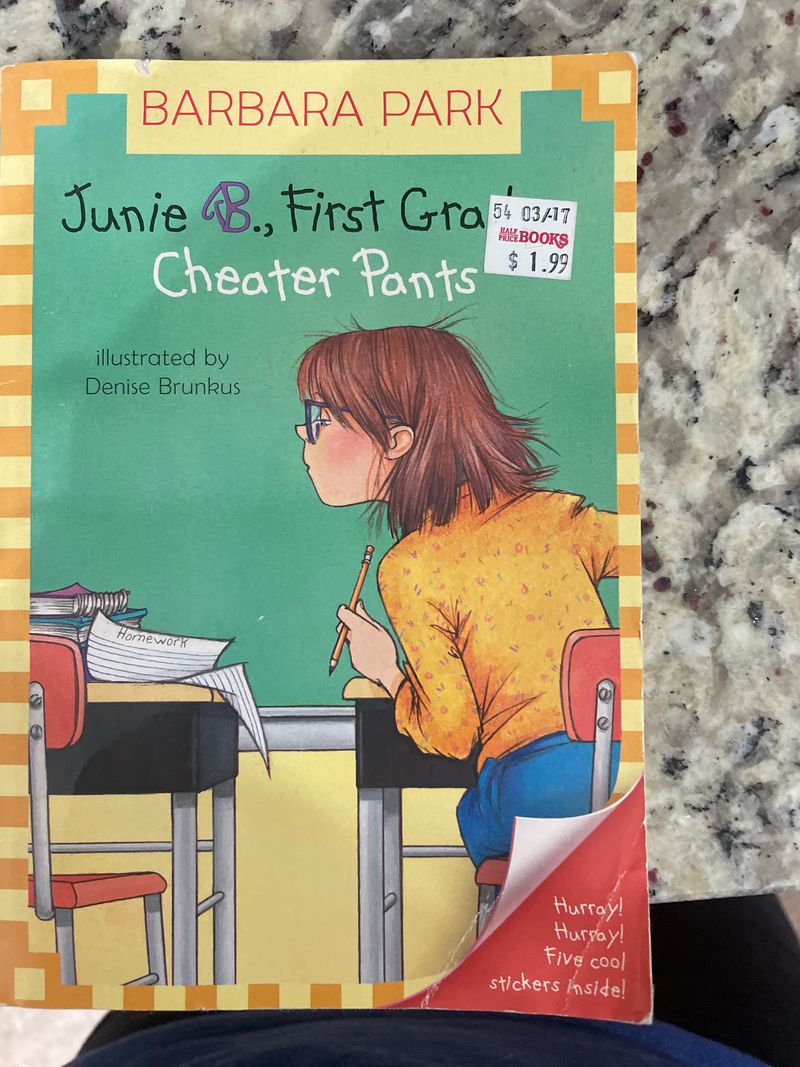 BARBARA PARK
Junie B., First Gra
54 03/-17
HALF PRICE BOOKS
$ 1.99
Cheater Pants
illustrated by
Denise Brunkus
Homework
Hurray!
Hurray!
Five cool
stickers inside!